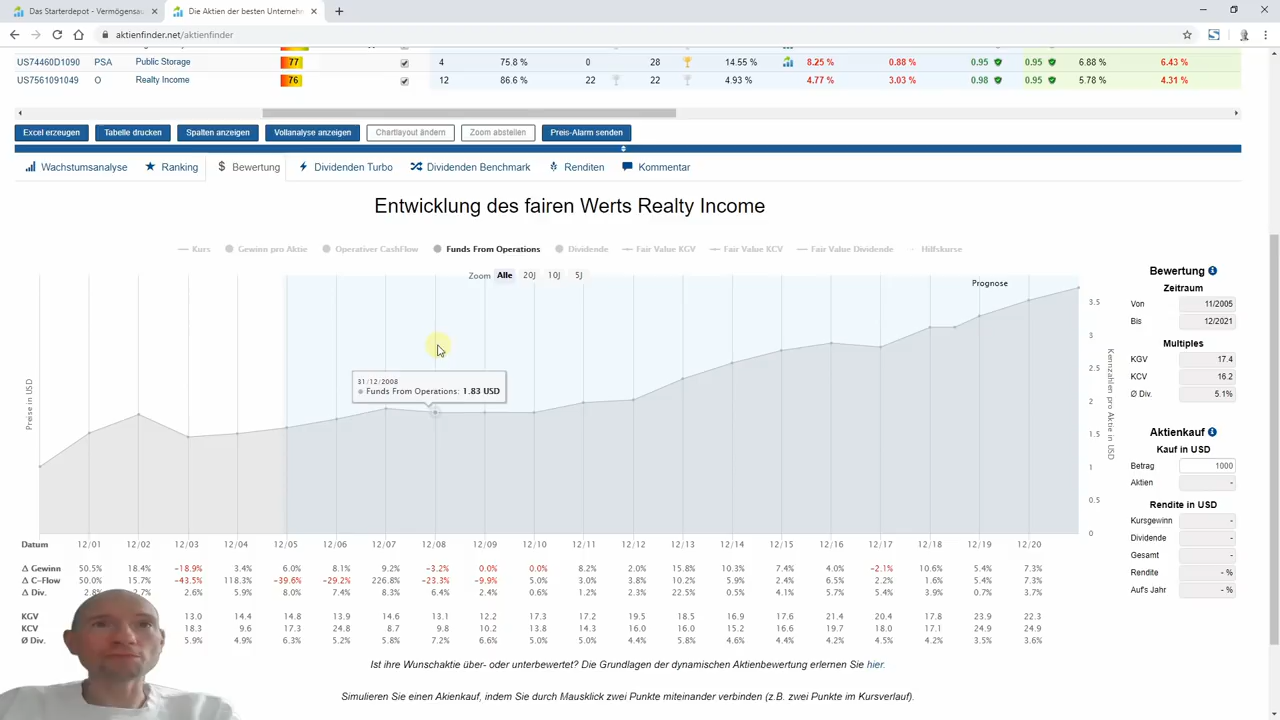 Das Starterdepot - Vermögensau
Die Aktien der besten Unternehm
aktienfinder.net/aktienfinder
US74460D1090 PSA Public Storage 77 4 75.8 % 0 28 14.55 % 8.25 % 0.88 % 0.95 0.95 6.88 % 6.43 %
US7561091049 O Realty Income 76 12 86.6 % 22 22 4.93 % 4.77 % 3.03 % 0.98 0.95 5.78 % 4.31 %
Excel erzeugen Tabelle drucken Spalten anzeigen Vollanalyse anzeigen Chartlayout ändern Zoom abstellen Preis-Alarm senden
Wachstumsanalyse Ranking $ Bewertung Dividenden Turbo Dividenden Benchmark Renditen Kommentar
Entwicklung des fairen Werts Realty Income
Kurs Gewinn pro Aktie Operativer CashFlow Funds From Operations Dividende Fair Value KGV Fair Value KCV Fair Value Dividende Hilfskurse
Zoom Alle 20J 10J 5J
Prognose
Preise in USD
31/12/2008
Funds From Operations: 1.83 USD
3.5
3
2.5
2
1.5
1
0.5
0
Kennzahlen pro Aktie in USD
Bewertung
Zeitraum
Von 11/2005
Bis 12/2021
Multiples
KGV 17.4
KCV 16.2
Ø Div. 5.1%
Aktienkauf
Kauf in USD
Betrag 1000
Aktien -
Rendite in USD
Kursgewinn -
Dividende -
Gesamt -
Rendite - %
Auf's Jahr - %
Datum 12/01 12/02 12/03 12/04 12/05 12/06 12/07 12/08 12/09 12/10 12/11 12/12 12/13 12/14 12/15 12/16 12/17 12/18 12/19 12/20
Δ Gewinn 50.5% 18.4% -18.9% 3.4% 6.0% 8.1% 9.2% -3.2% 0.0% 0.0% 8.2% 2.0% 15.8% 10.3% 7.4% 4.0% -2.1% 10.6% 5.4% 7.3%
Δ C-Flow 50.0% 15.7% -43.5% 118.3% -39.6% -29.2% 226.8% -23.3% -9.9% 5.0% 3.0% 3.8% 10.2% 5.9% 2.4% 6.5% 2.2% 1.6% 5.4% 7.3%
Δ Div. 2.8% 2.6% 5.9% 8.0% 7.4% 8.3% 6.4% 2.4% 0.6% 1.2% 2.3% 22.5% 0.5% 4.1% 5.7% 5.4% 3.9% 0.7% 3.7%
KGV 13.0 14.4 14.8 13.9 14.6 13.1 12.2 17.3 17.2 19.5 18.5 16.9 17.6 21.4 20.4 17.8 23.9 22.3
KCV 18.3 9.6 17.3 24.8 8.7 9.8 10.2 13.8 14.3 16.0 16.0 15.2 16.6 19.7 18.0 17.1 24.9 24.9
Ø Div. 5.9% 4.9% 6.3% 5.2% 5.8% 7.2% 6.6% 5.0% 5.0% 4.4% 5.8% 4.6% 4.4% 4.2% 4.5% 4.2% 3.5% 3.6%
Ist ihre Wunschaktie über- oder unterbewertet? Die Grundlagen der dynamischen Aktienbewertung erlernen Sie hier.
Simulieren Sie einen Aktienkauf, indem Sie durch Mausklick zwei Punkte miteinander verbinden (z.B. zwei Punkte im Kursverlauf).